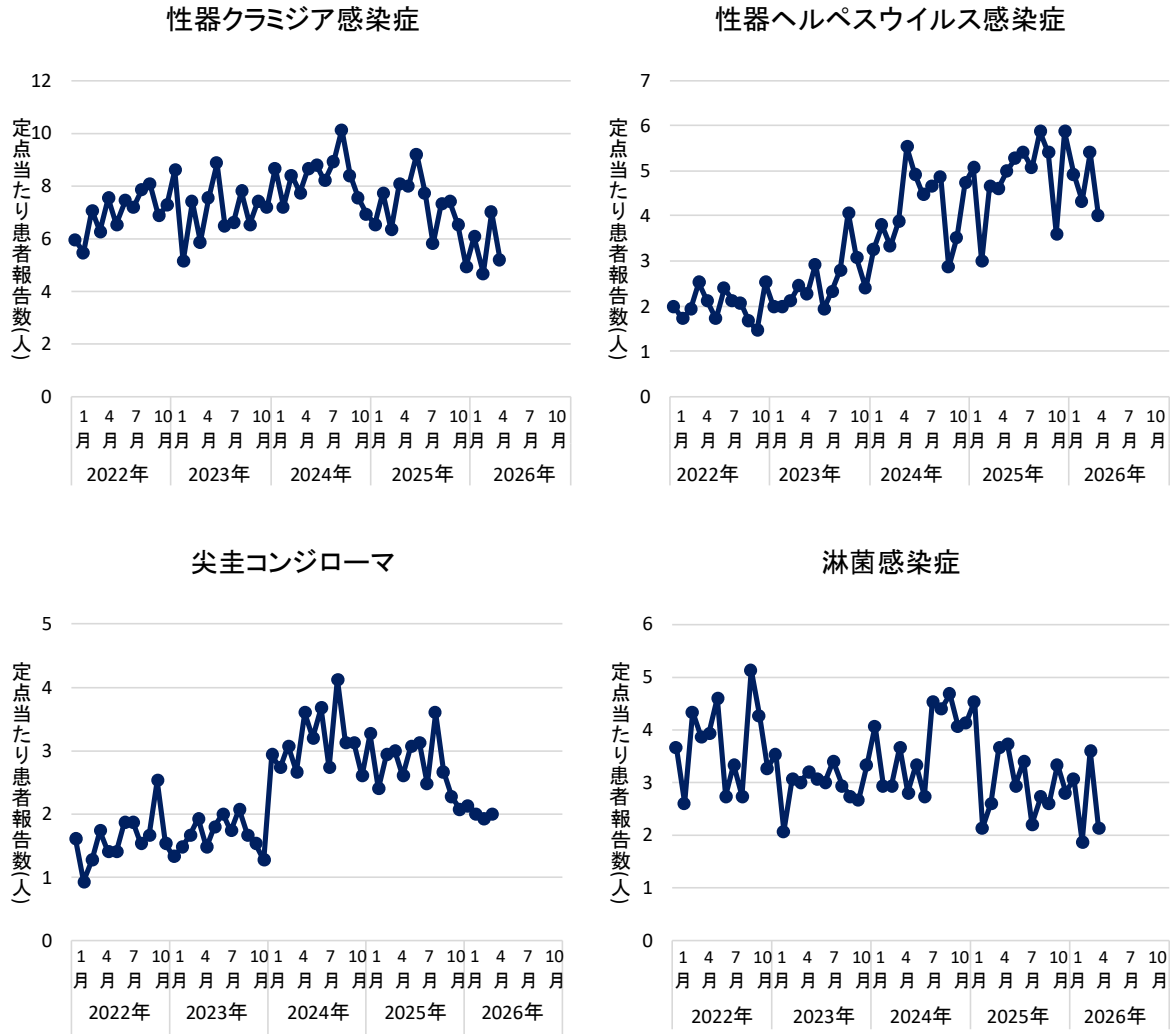 性器クラミジア感染症
定点当たり患者報告数(人)
12
10
8
6
4
2
0
1月 4月 7月 10月 1月 4月 7月 10月 1月 4月 7月 10月 1月 4月 7月 10月 1月 4月 7月 10月
2022年 2023年 2024年 2025年 2026年
性器ヘルペスウイルス感染症
定点当たり患者報告数(人)
7
6
5
4
3
2
1
0
1月 4月 7月 10月 1月 4月 7月 10月 1月 4月 7月 10月 1月 4月 7月 10月 1月 4月 7月 10月
2022年 2023年 2024年 2025年 2026年
尖圭コンジローマ
定点当たり患者報告数(人)
5
4
3
2
1
0
1月 4月 7月 10月 1月 4月 7月 10月 1月 4月 7月 10月 1月 4月 7月 10月 1月 4月 7月 10月
2022年 2023年 2024年 2025年 2026年
淋菌感染症
定点当たり患者報告数(人)
6
5
4
3
2
1
0
1月 4月 7月 10月 1月 4月 7月 10月 1月 4月 7月 10月 1月 4月 7月 10月 1月 4月 7月 10月
2022年 2023年 2024年 2025年 2026年